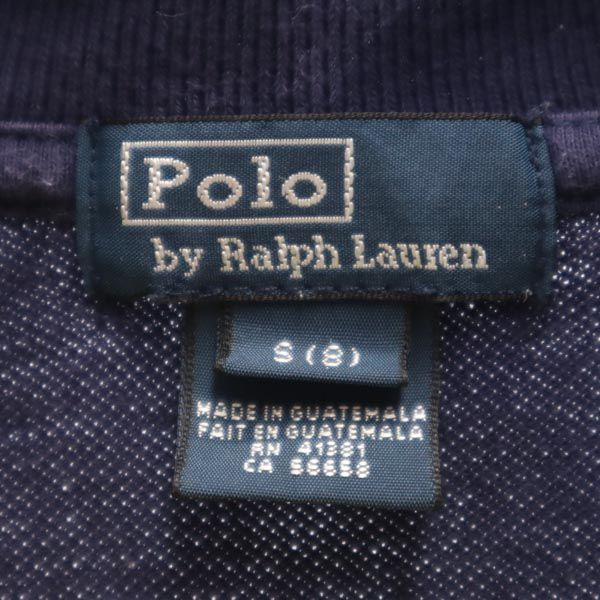 Polo
by Ralph Lauren
S (8)
MADE IN GUATEMALA
FAIT EN GUATEMALA
RN 41381
CA 56658